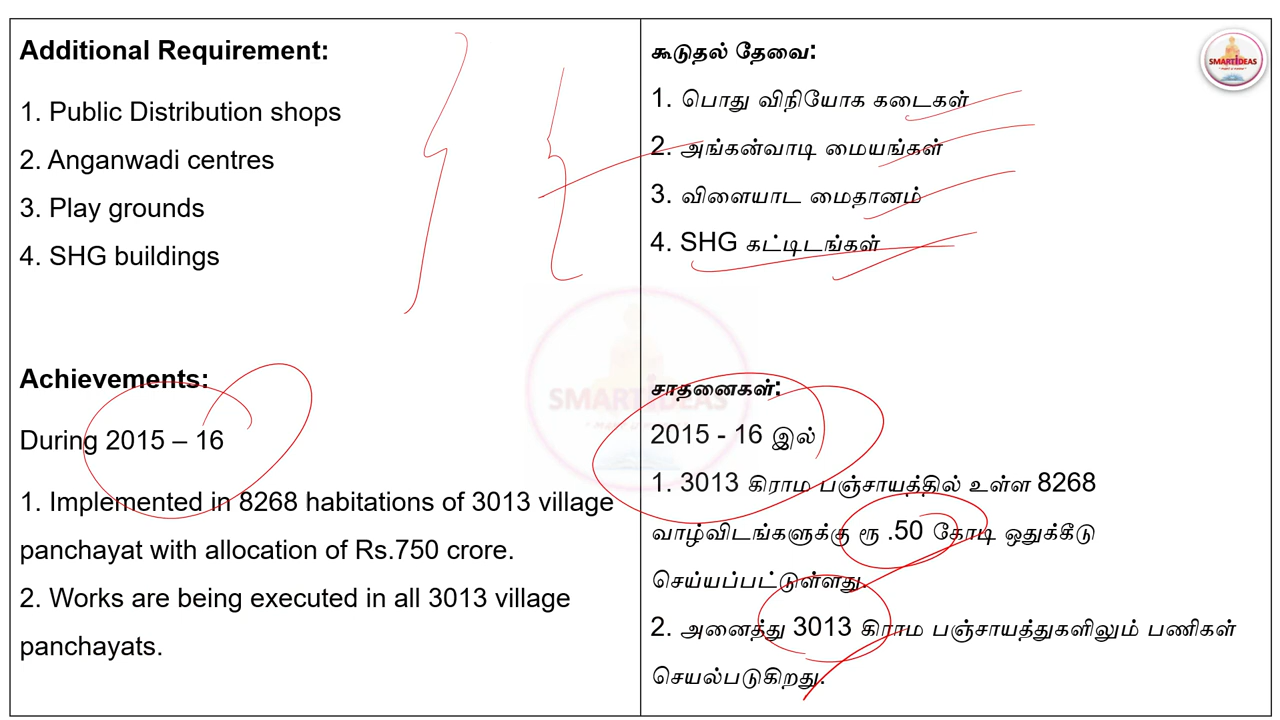 Additional Requirement:
1. Public Distribution shops
2. Anganwadi centres
3. Play grounds
4. SHG buildings
Achievements:
During 2015 – 16
1. Implemented in 8268 habitations of 3013 village
panchayat with allocation of Rs.750 crore.
2. Works are being executed in all 3013 village
panchayats.
கூடுதல் தேவை:
1. பொது விநியோக கடைகள்
2. அங்கன்வாடி மையங்கள்
3. விளையாட மைதானம்
4. SHG கட்டிடங்கள்
சாதனைகள்:
2015 - 16 இல்
1. 3013 கிராம பஞ்சாயத்தில் உள்ள 8268
வாழ்விடங்களுக்கு ரூ .50 கோடி ஒதுக்கீடு
செய்யப்பட்டுள்ளது.
2. அனைத்து 3013 கிராம பஞ்சாயத்துகளிலும் பணிகள்
செயல்படுகிறது.
SMARTIDEAS
SMARTIDEAS